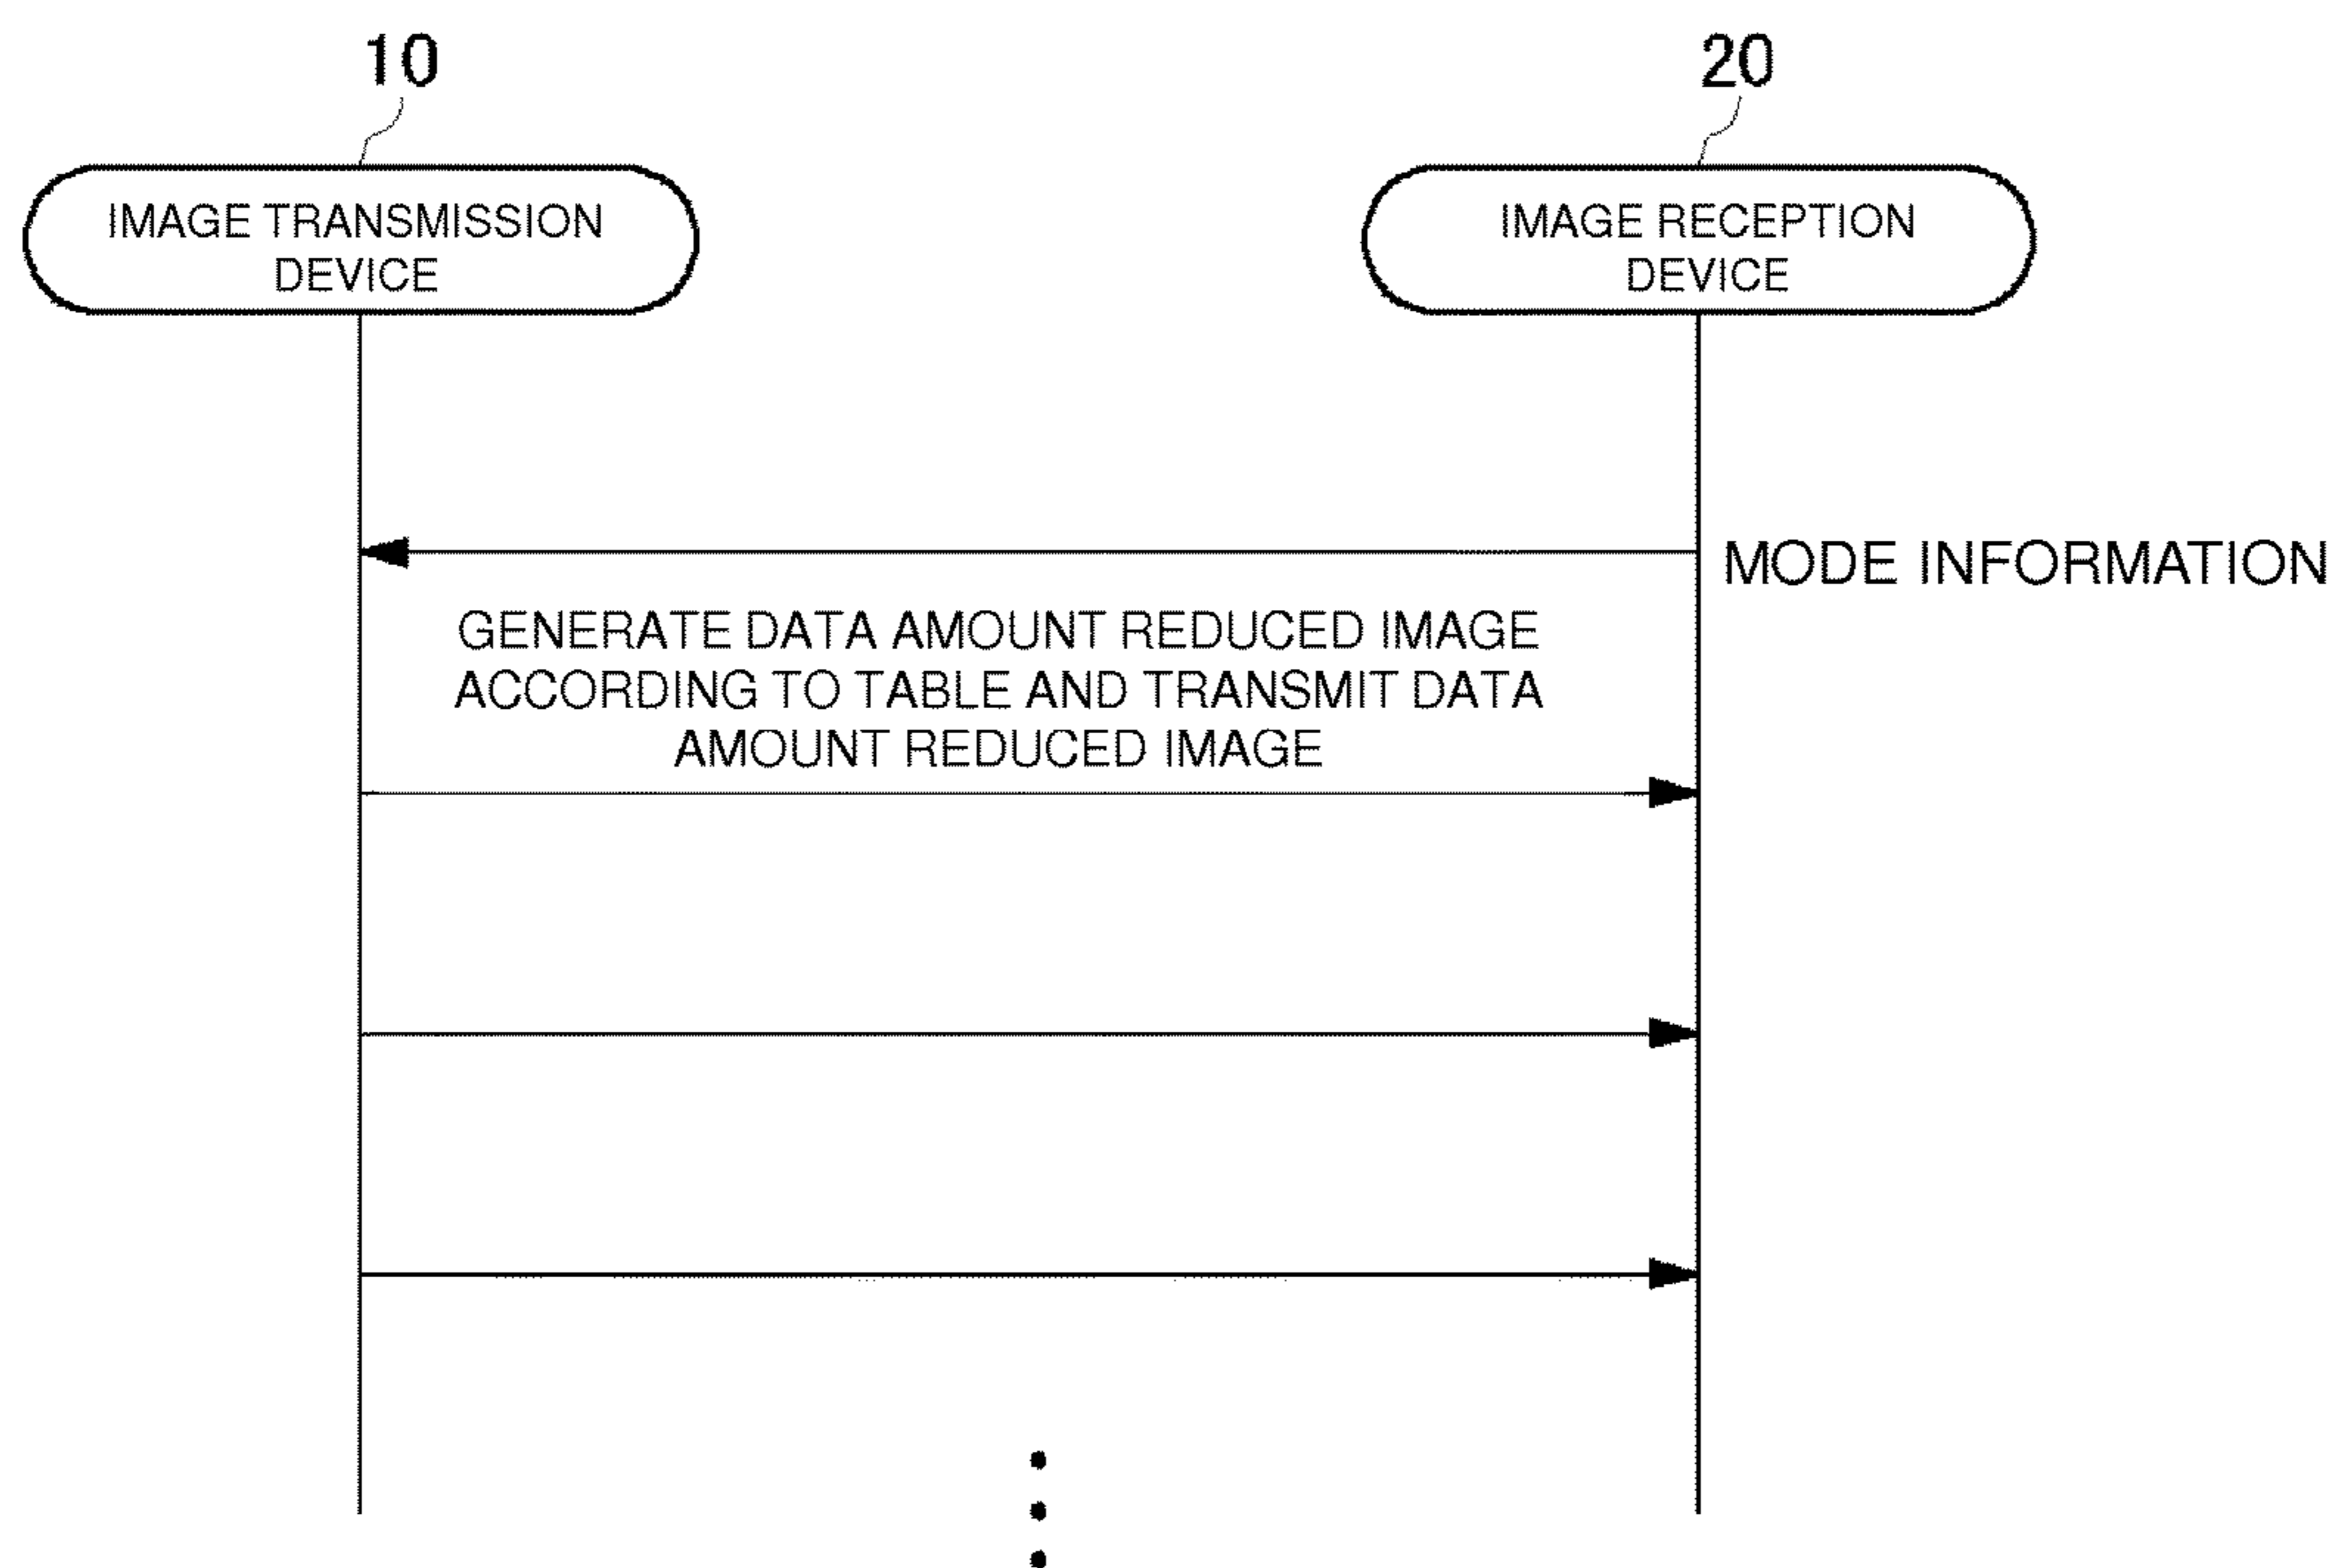 10
20
IMAGE TRANSMISSION
DEVICE
IMAGE RECEPTION
DEVICE
MODE INFORMATION
GENERATE DATA AMOUNT REDUCED IMAGE
ACCORDING TO TABLE AND TRANSMIT DATA
AMOUNT REDUCED IMAGE